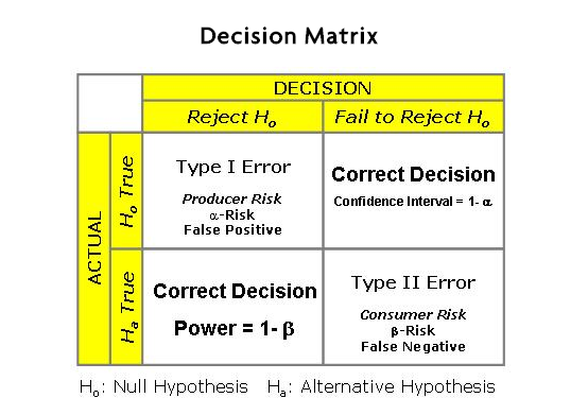 Decision Matrix
DECISION
Reject Hₒ
Fail to Reject Hₒ
ACTUAL
Hₒ True
Type I Error
Producer Risk
α-Risk
False Positive
Correct Decision
Confidence Interval = 1- α
Hₐ True
Correct Decision
Power = 1- β
Type II Error
Consumer Risk
β-Risk
False Negative
Hₒ: Null Hypothesis Hₐ: Alternative Hypothesis